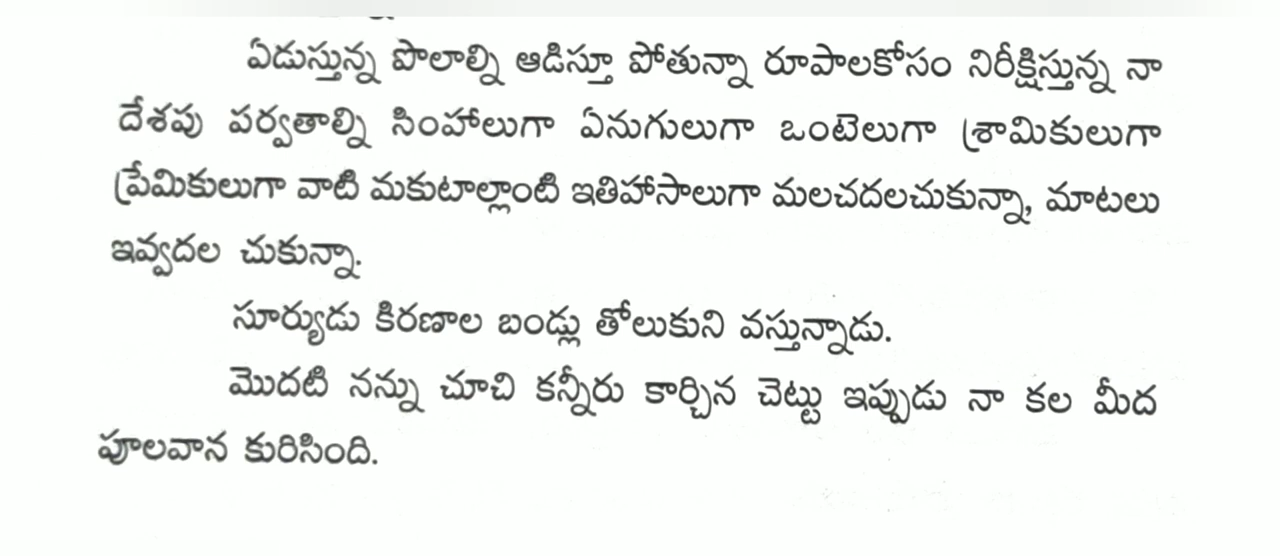 ఏడుస్తున్న పొలాల్ని ఆడిస్తూ పోతున్నా రూపాలకోసం నిరీక్షిస్తున్న నా
దేశపు పర్వతాల్ని సింహాలుగా ఏనుగులుగా ఒంటెలుగా శ్రామికులుగా
ప్రేమికులుగా వాటి మకుటాల్లాంటి ఇతిహాసాలుగా మలచదలచుకున్నా, మాటలు
ఇవ్వదల చుకున్నా.
సూర్యుడు కిరణాల బండ్లు తోలుకుని వస్తున్నాడు.
మొదటి నన్ను చూచి కన్నీరు కార్చిన చెట్టు ఇప్పుడు నా కల మీద
పూలవాన కురిసింది.